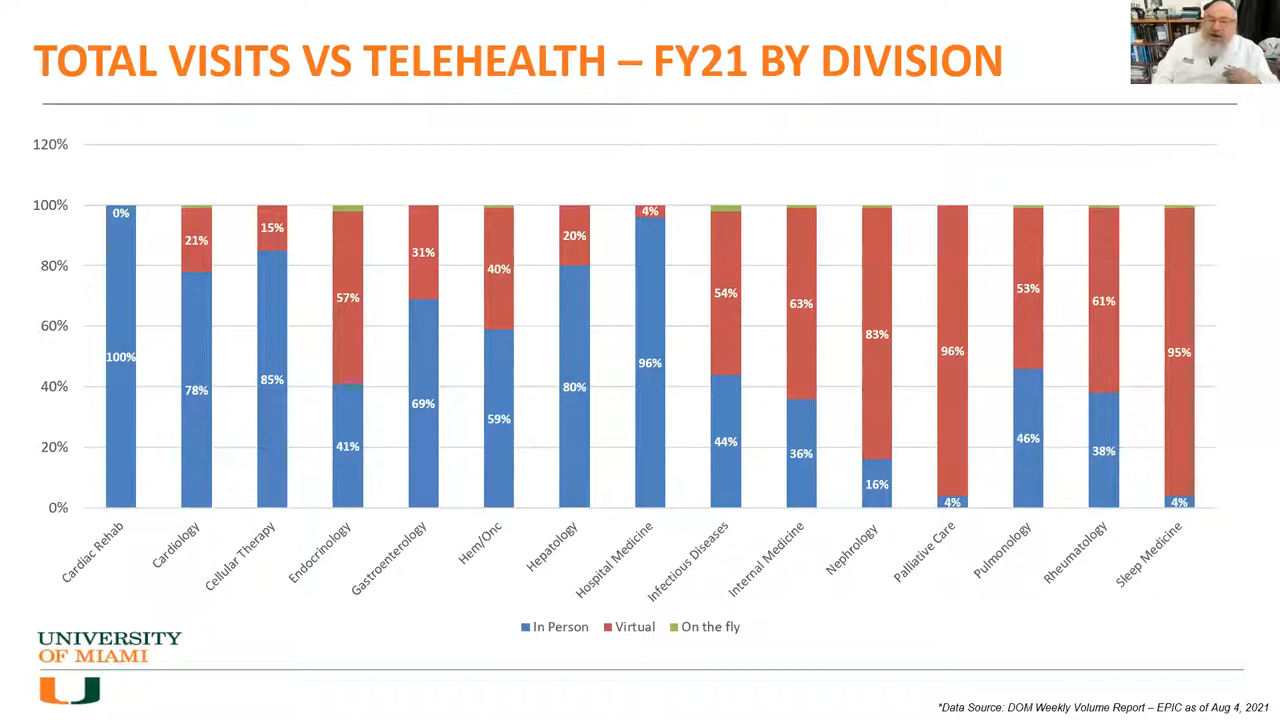 TOTAL VISITS VS TELEHEALTH – FY21 BY DIVISION
120%
100%
80%
60%
40%
20%
0%
0%
100%
21%
78%
15%
85%
57%
41%
31%
69%
40%
59%
20%
80%
4%
96%
54%
44%
63%
36%
83%
16%
96%
4%
53%
46%
61%
38%
95%
4%
Cardiac Rehab
Cardiology
Cellular Therapy
Endocrinology
Gastroenterology
Hem/Onc
Hepatology
Hospital Medicine
Infectious Diseases
Internal Medicine
Nephrology
Palliative Care
Pulmonology
Rheumatology
Sleep Medicine
In Person Virtual On the fly
UNIVERSITY
OF MIAMI
*Data Source: DOM Weekly Volume Report – EPIC as of Aug 4, 2021